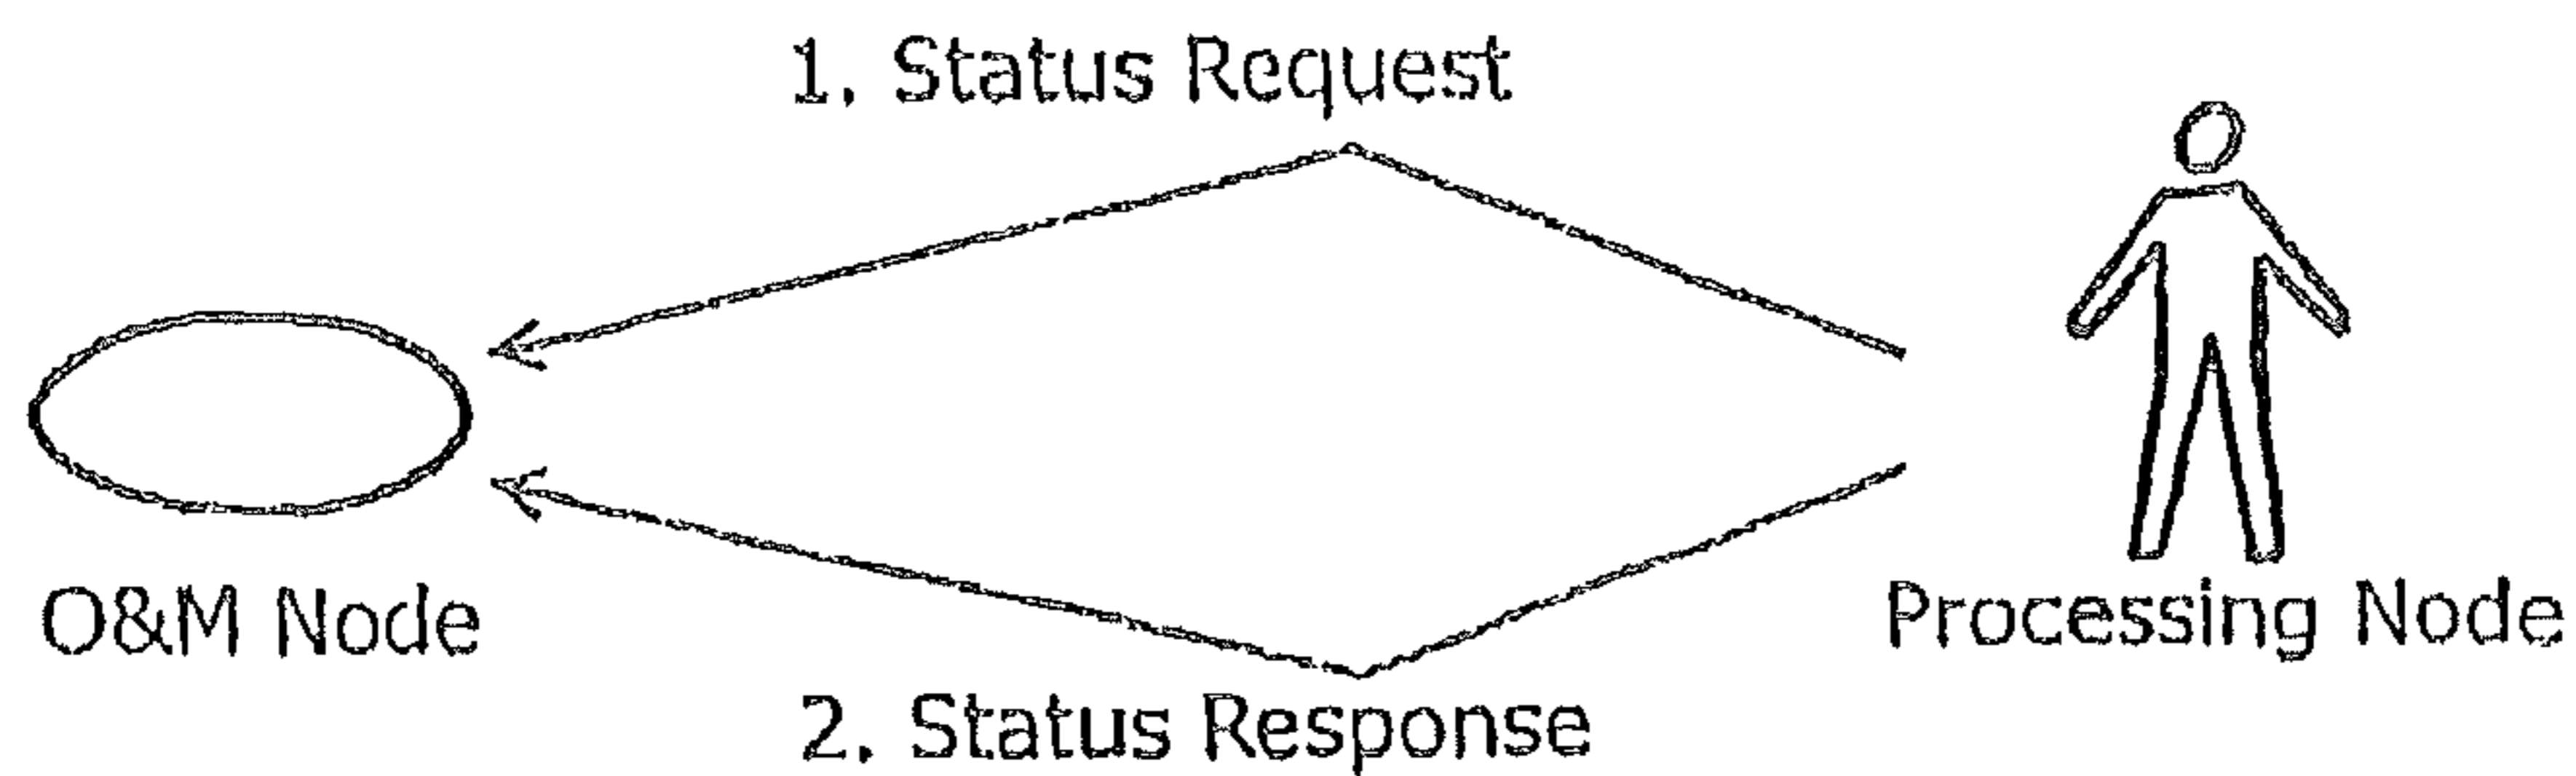 1. Status Request
O&M Node
Processing Node
2. Status Response